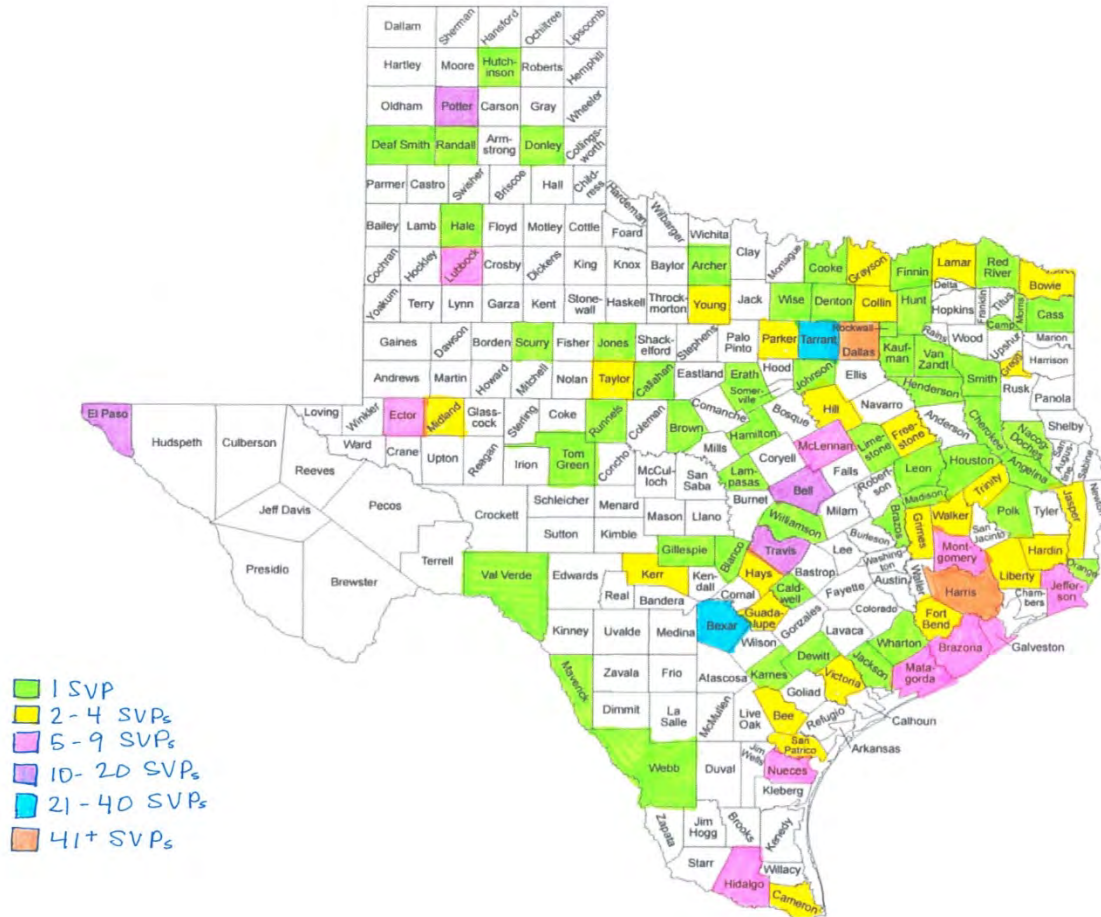 Dallam
Sherman
Hansford
Ochiltree
Lipscomb
Hartley
Moore
Hutch-
inson
Roberts
Hemphill
Oldham
Potter
Carson
Gray
Wheeler
Deaf Smith
Randall
Arm-
strong
Donley
Collings-
worth
Parmer
Castro
Swisher
Briscoe
Hall
Child-
ress
Hardeman
Wilbarger
Bailey
Lamb
Hale
Floyd
Motley
Cottle
Foard
Wichita
Clay
Montague
Cochran
Hockley
Lubbock
Crosby
Dickens
King
Knox
Baylor
Archer
Cooke
Grayson
Finnin
Lamar
Red
River
Bowie
Yoakum
Terry
Lynn
Garza
Kent
Stone-
wall
Haskell
Throck-
morton
Young
Jack
Wise
Denton
Collin
Hunt
Delta
Hopkins
Franklin
Titus
Camp
Morris
Cass
Gaines
Dawson
Borden
Scurry
Fisher
Jones
Shack-
elford
Stephens
Palo
Pinto
Parker
Tarrant
Dallas
Rockwall
Kauf-
man
Rains
Wood
Upshur
Marion
Harrison
Andrews
Martin
Howard
Mitchell
Nolan
Taylor
Callahan
Eastland
Erath
Hood
Somer-
ville
Johnson
Ellis
Van
Zandt
Henderson
Smith
Gregg
Rusk
Panola
El Paso
Hudspeth
Culberson
Loving
Winkler
Ector
Midland
Glass-
cock
Sterling
Coke
Runnels
Coleman
Brown
Comanche
Hamilton
Bosque
Hill
Navarro
Free-
stone
Anderson
Cherokee
Nacog-
Doches
Shelby
Ward
Crane
Upton
Reagan
Irion
Tom
Green
Concho
McCul-
loch
San
Saba
Mills
Lam-
pasas
Coryell
McLennan
Lime-
stone
Falls
Robert-
son
Leon
Houston
Angelina
San
Augus-
tine
Sabine
Newton
Reeves
Jeff Davis
Pecos
Crockett
Schleicher
Menard
Mason
Llano
Burnet
Bell
Milam
Madison
Brazos
Grimes
Walker
Trinity
Polk
Tyler
Jasper
Presidio
Brewster
Terrell
Sutton
Kimble
Gillespie
Blanco
Williamson
Travis
Lee
Burleson
Washing-
ton
San
Jacinto
Mont-
gomery
Liberty
Hardin
Orange
Val Verde
Edwards
Real
Kerr
Bandera
Ken-
dall
Comal
Hays
Cald-
well
Bastrop
Fayette
Austin
Waller
Harris
Cham-
bers
Jeffer-
son
Kinney
Uvalde
Medina
Bexar
Guada-
lupe
Wilson
Gonzales
Lavaca
Colorado
Fort
Bend
Brazoria
Galveston
Maverick
Zavala
Frio
Atascosa
Karnes
Dewitt
Jackson
Wharton
Mata-
gorda
Dimmit
La
Salle
McMullen
Live
Oak
Bee
Goliad
Victoria
Refugio
Calhoun
Arkansas
Webb
Duval
Jim
Wells
San
Patrico
Nueces
Kleberg
Zapata
Jim
Hogg
Brooks
Kenedy
Starr
Hidalgo
Willacy
Cameron
1 SVP
2-4 SVPs
5-9 SVPs
10-20 SVPs
21-40 SVPs
41+ SVPs